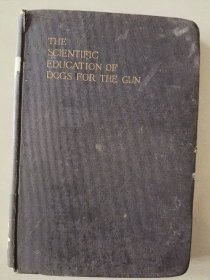 THE
SCIENTIFIC
EDUCATION OF
DOGS FOR THE GUN